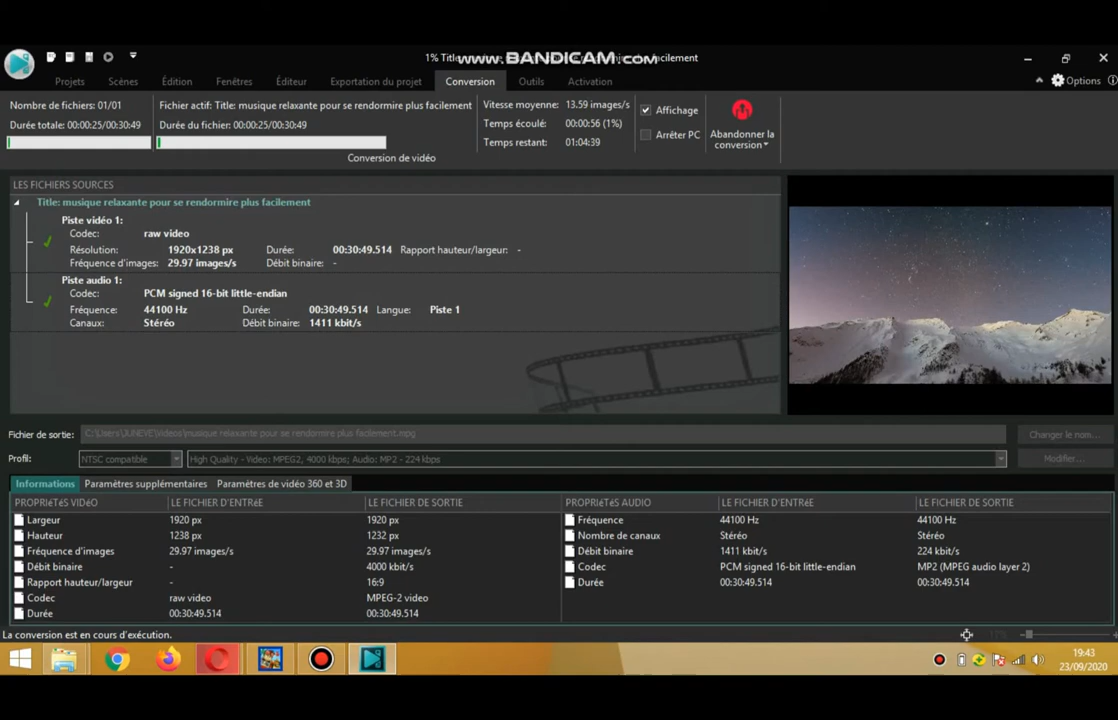 1% Title
www.BANDICAM.com
facilement
Projets Scènes Édition Fenêtres Éditeur Exportation du projet Conversion Outils Activation Options
Nombre de fichiers: 01/01
Durée totale: 00:00:25/00:30:49
Fichier actif: Title: musique relaxante pour se rendormire plus facilement
Durée du fichier: 00:00:25/00:30:49
Vitesse moyenne: 13.59 images/s
Temps écoulé: 00:00:56 (1%)
Temps restant: 01:04:39
Affichage
Arrêter PC
Abandonner la
conversion
Conversion de vidéo
LES FICHIERS SOURCES
Title: musique relaxante pour se rendormire plus facilement
Piste vidéo 1:
Codec: raw video
Résolution: 1920x1238 px Durée: 00:30:49.514 Rapport hauteur/largeur: -
Fréquence d'images: 29.97 images/s Débit binaire: -
Piste audio 1:
Codec: PCM signed 16-bit little-endian
Fréquence: 44100 Hz Durée: 00:30:49.514 Langue: Piste 1
Canaux: Stéréo Débit binaire: 1411 kbit/s
Fichier de sortie: C:\Users\JUNEVE\Videos\musique relaxante pour se rendormire plus facilement.mpg Changer le nom...
Profil: NTSC compatible High Quality - Video: MPEG2, 4000 kbps; Audio: MP2 - 224 kbps Modifier...
Informations Paramètres supplémentaires Paramètres de vidéo 360 et 3D
PROPRIéTéS VIDéO LE FICHIER D'ENTRéE LE FICHIER DE SORTIE
Largeur 1920 px 1920 px
Hauteur 1238 px 1232 px
Fréquence d'images 29.97 images/s 29.97 images/s
Débit binaire - 4000 kbit/s
Rapport hauteur/largeur - 16:9
Codec raw video MPEG-2 video
Durée 00:30:49.514 00:30:49.514
PROPRIéTéS AUDIO LE FICHIER D'ENTRéE LE FICHIER DE SORTIE
Fréquence 44100 Hz 44100 Hz
Nombre de canaux Stéréo Stéréo
Débit binaire 1411 kbit/s 224 kbit/s
Codec PCM signed 16-bit little-endian MP2 (MPEG audio layer 2)
Durée 00:30:49.514 00:30:49.514
La conversion est en cours d'exécution.
19:43
23/09/2020